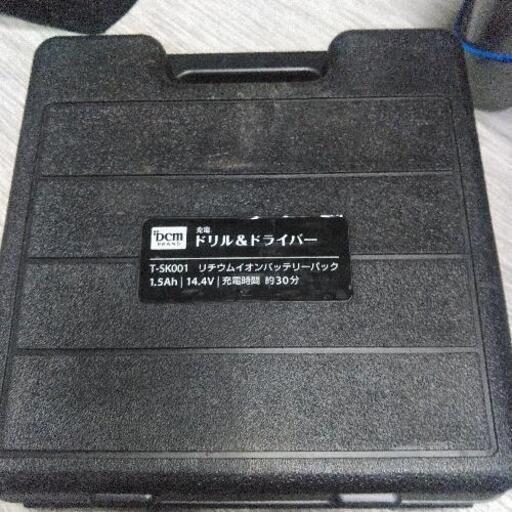 DCM
BRAND
充電
ドリル&ドライバー
T-SK001 リチウムイオンバッテリーパック
1.5Ah | 14.4V | 充電時間 約30分